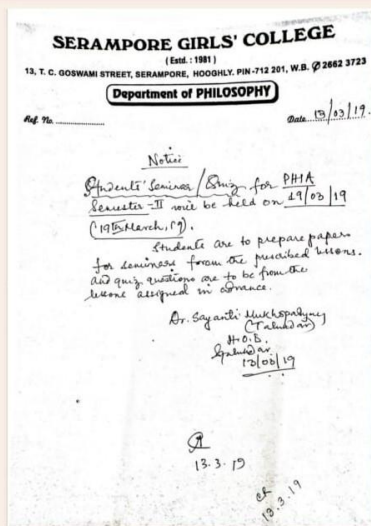 SERAMPORE GIRLS' COLLEGE
( Estd. : 1981 )
13, T. C. GOSWAMI STREET, SERAMPORE, HOOGHLY. PIN -712 201, W.B. ✆ 2662 3723
Department of PHILOSOPHY
Ref. No. .................... Date...13/03/19.
Notice
Students' Seminar / Quiz for PHIA
Semester-II will be held on 19/03/19
(19th March, 19).
Students are to prepare papers
for seminars from the prescribed lessons.
and quiz questions are to be from the
lessons assigned in advance.
Dr. Sayanti Mukhopadhyay
(Talukdar)
H.O.D.
13/03/19
13.3.19
13.3.19